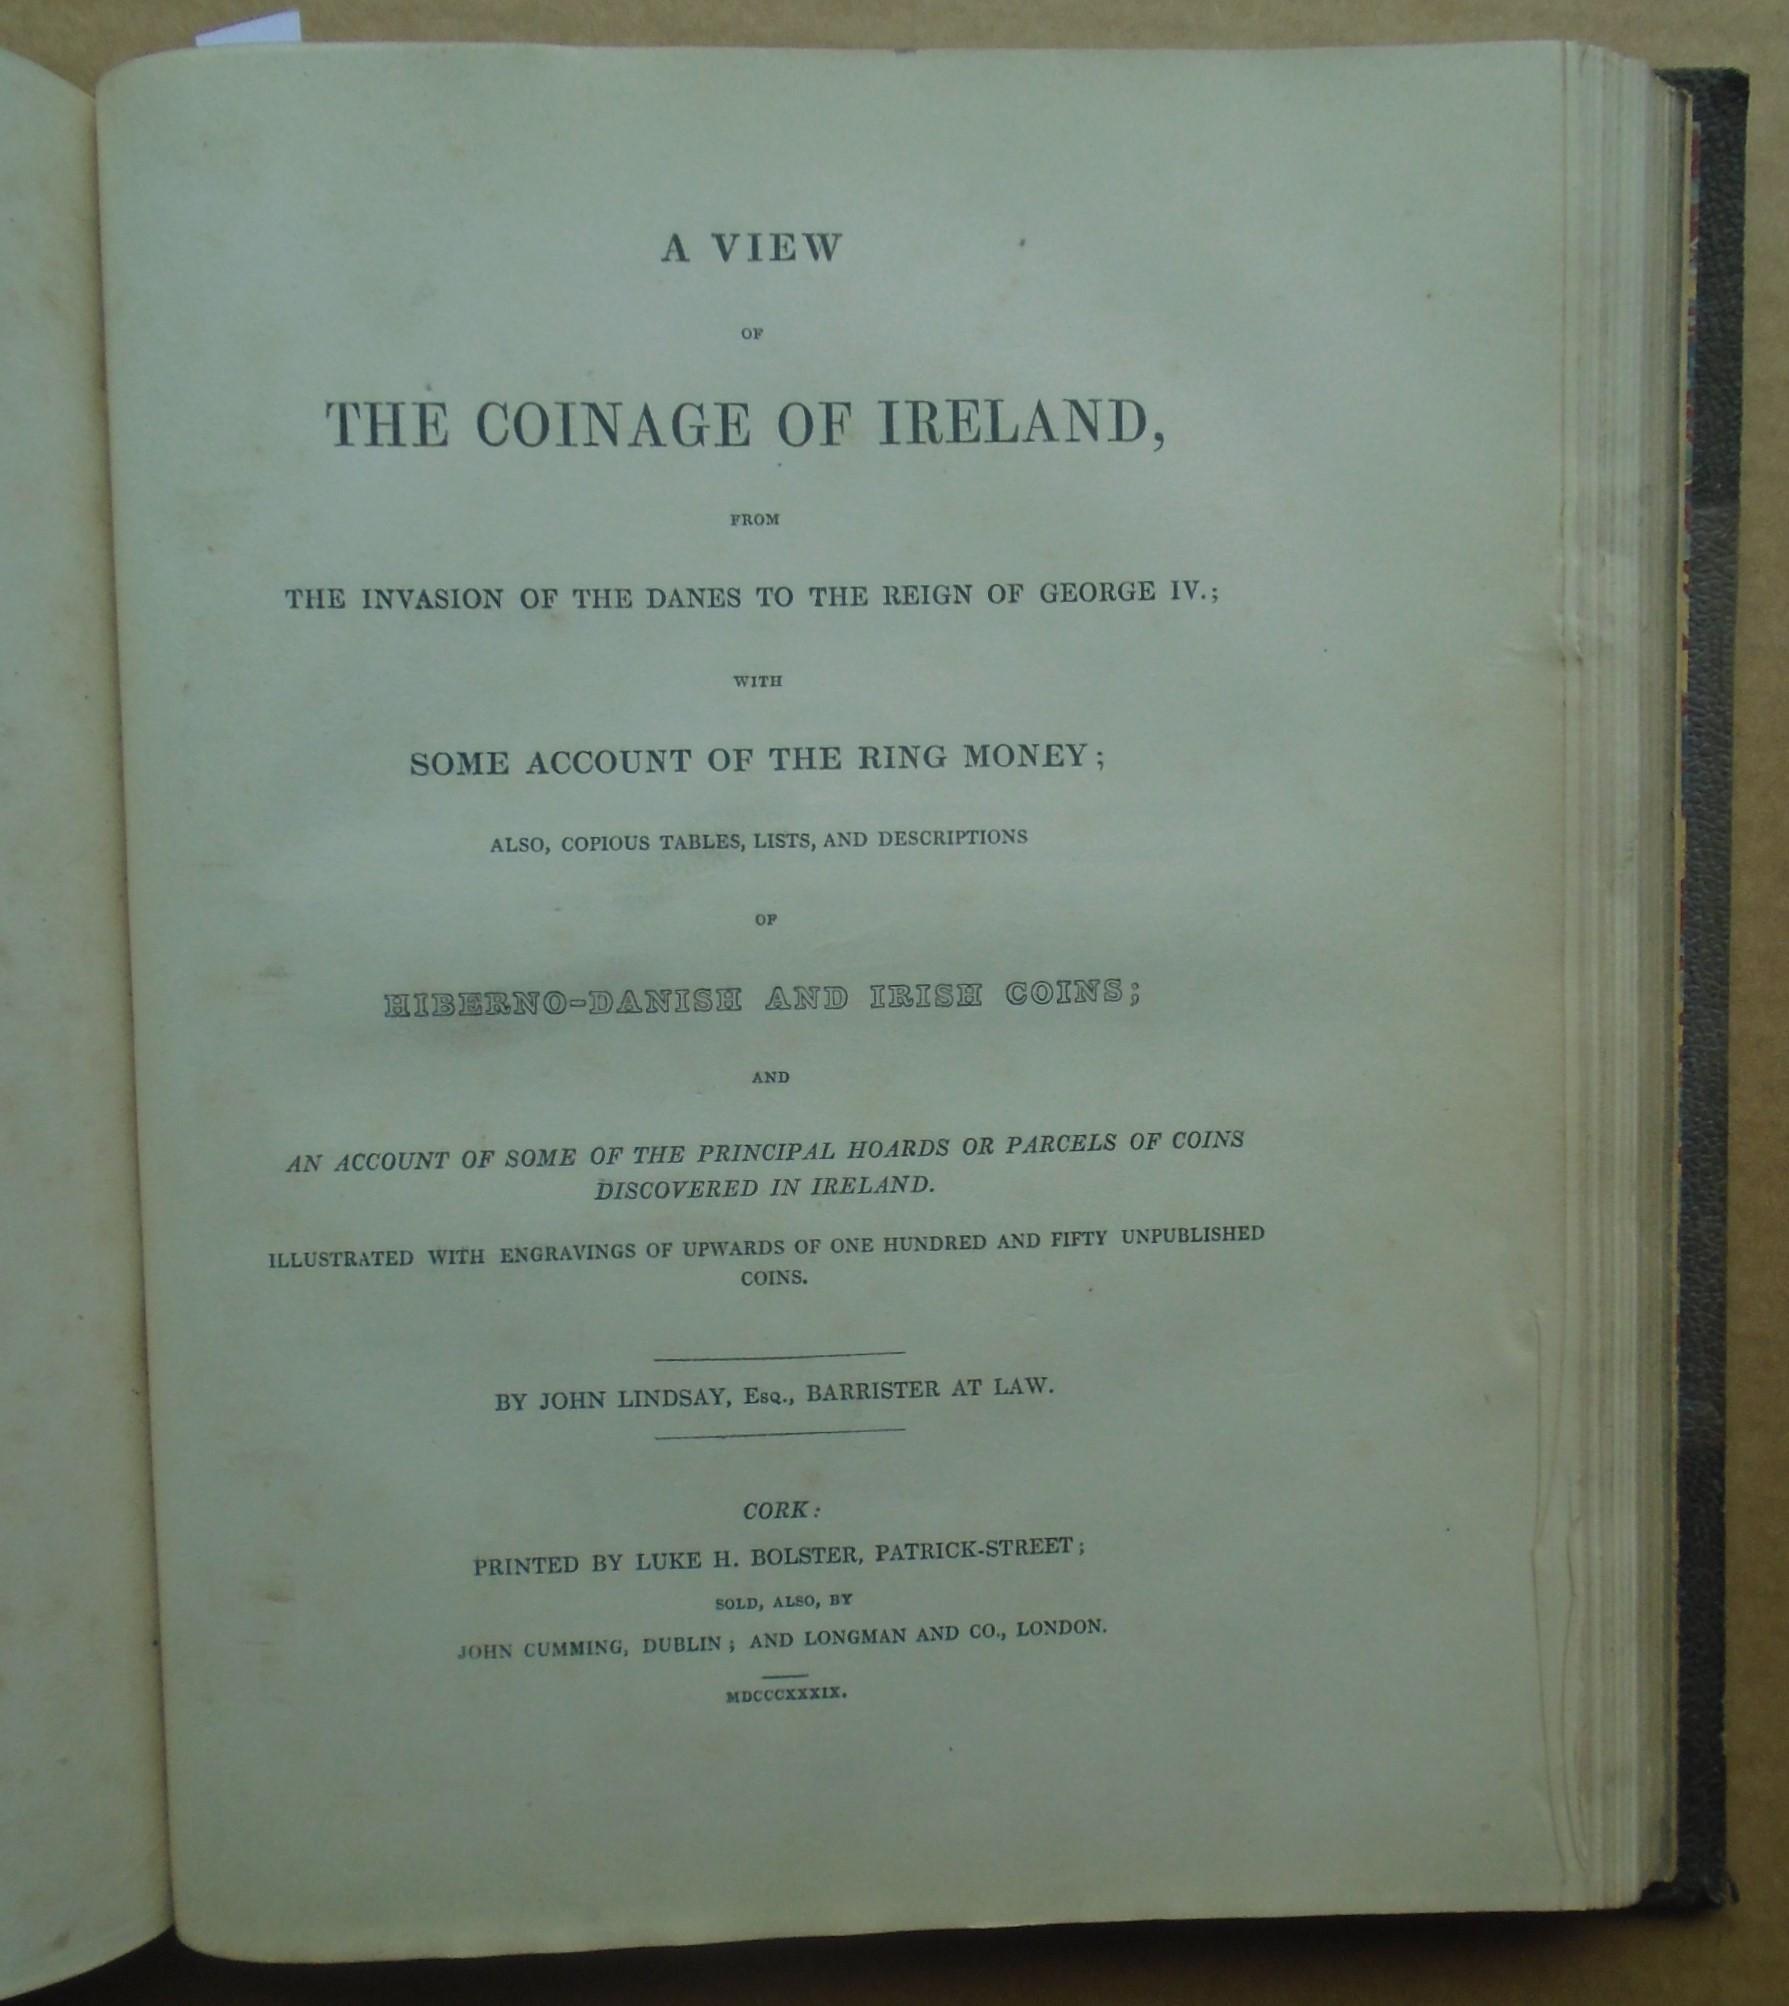 A VIEW
OF
THE COINAGE OF IRELAND,
FROM
THE INVASION OF THE DANES TO THE REIGN OF GEORGE IV.;
WITH
SOME ACCOUNT OF THE RING MONEY;
ALSO, COPIOUS TABLES, LISTS, AND DESCRIPTIONS
OF
HIBERNO-DANISH AND IRISH COINS;
AND
AN ACCOUNT OF SOME OF THE PRINCIPAL HOARDS OR PARCELS OF COINS
DISCOVERED IN IRELAND.
ILLUSTRATED WITH ENGRAVINGS OF UPWARDS OF ONE HUNDRED AND FIFTY UNPUBLISHED
COINS.
BY JOHN LINDSAY, ESQ., BARRISTER AT LAW.
CORK:
PRINTED BY LUKE H. BOLSTER, PATRICK-STREET;
SOLD, ALSO, BY
JOHN CUMMING, DUBLIN; AND LONGMAN AND CO., LONDON.
MDCCCXXXIX.